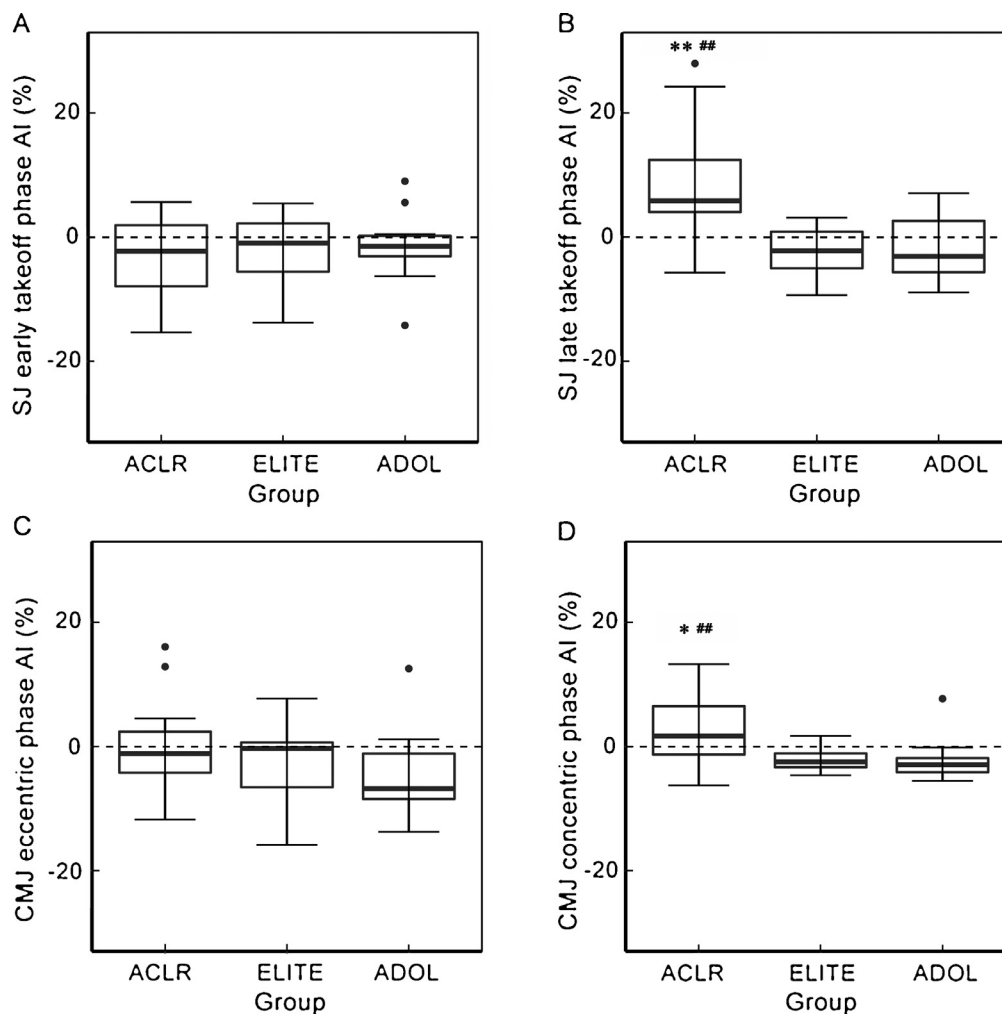 A
SJ early takeoff phase AI (%)
20
0
-20
ACLR ELITE ADOL
Group
B
SJ late takeoff phase AI (%)
** ##
20
0
-20
ACLR ELITE ADOL
Group
C
CMJ eccentric phase AI (%)
20
0
-20
ACLR ELITE ADOL
Group
D
CMJ concentric phase AI (%)
* ##
20
0
-20
ACLR ELITE ADOL
Group